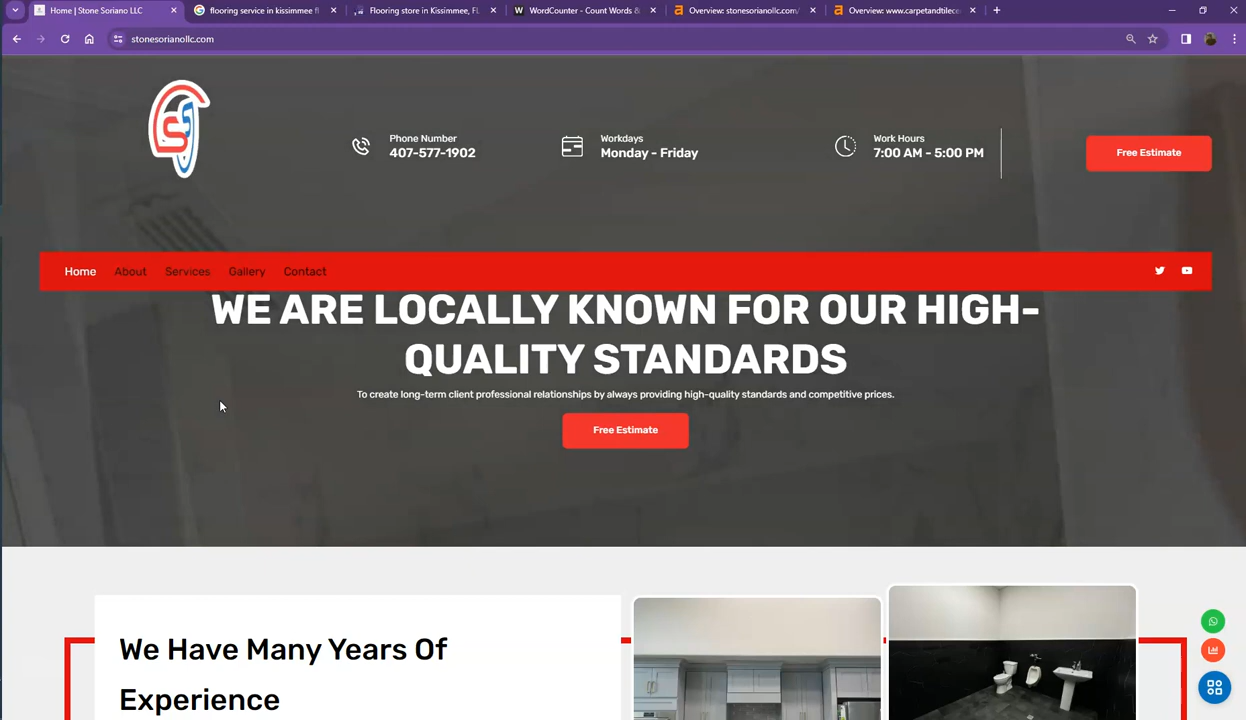 Home | Stone Soriano LLC
flooring service in kissimmee fl
Flooring store in Kissimmee, FL
WordCounter - Count Words &
Overview: stonesorianollc.com/
Overview: www.carpetandtilece
stonesorianollc.com
Phone Number
407-577-1902
Workdays
Monday - Friday
Work Hours
7:00 AM - 5:00 PM
Free Estimate
Home About Services Gallery Contact
WE ARE LOCALLY KNOWN FOR OUR HIGH-
QUALITY STANDARDS
To create long-term client professional relationships by always providing high-quality standards and competitive prices.
Free Estimate
We Have Many Years Of
Experience